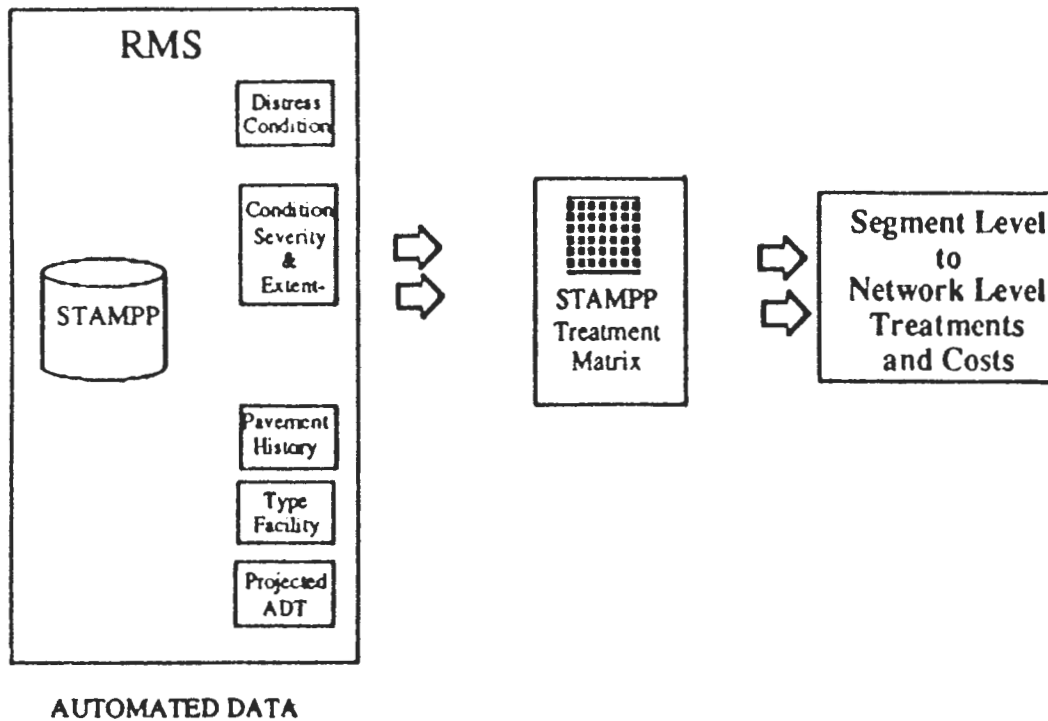 RMS
Distress
Condition
Condition
Severity
&
Extent-
STAMPP
Pavement
History
Type
Facility
Projected
ADT
AUTOMATED DATA
STAMPP
Treatment
Matrix
Segment Level
to
Network Level
Treatments
and Costs